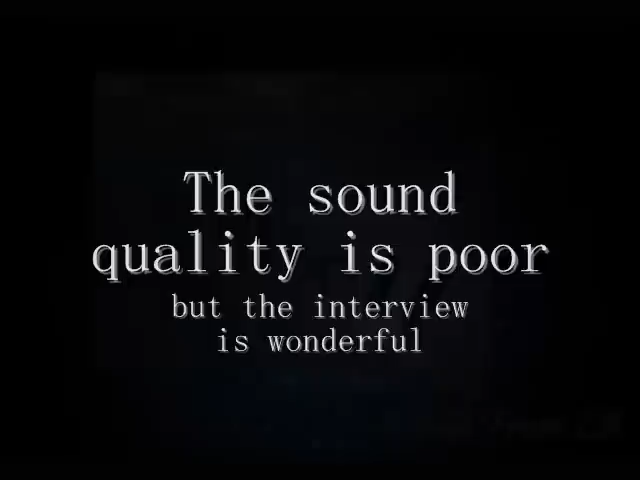 The sound
quality is poor
but the interview
is wonderful